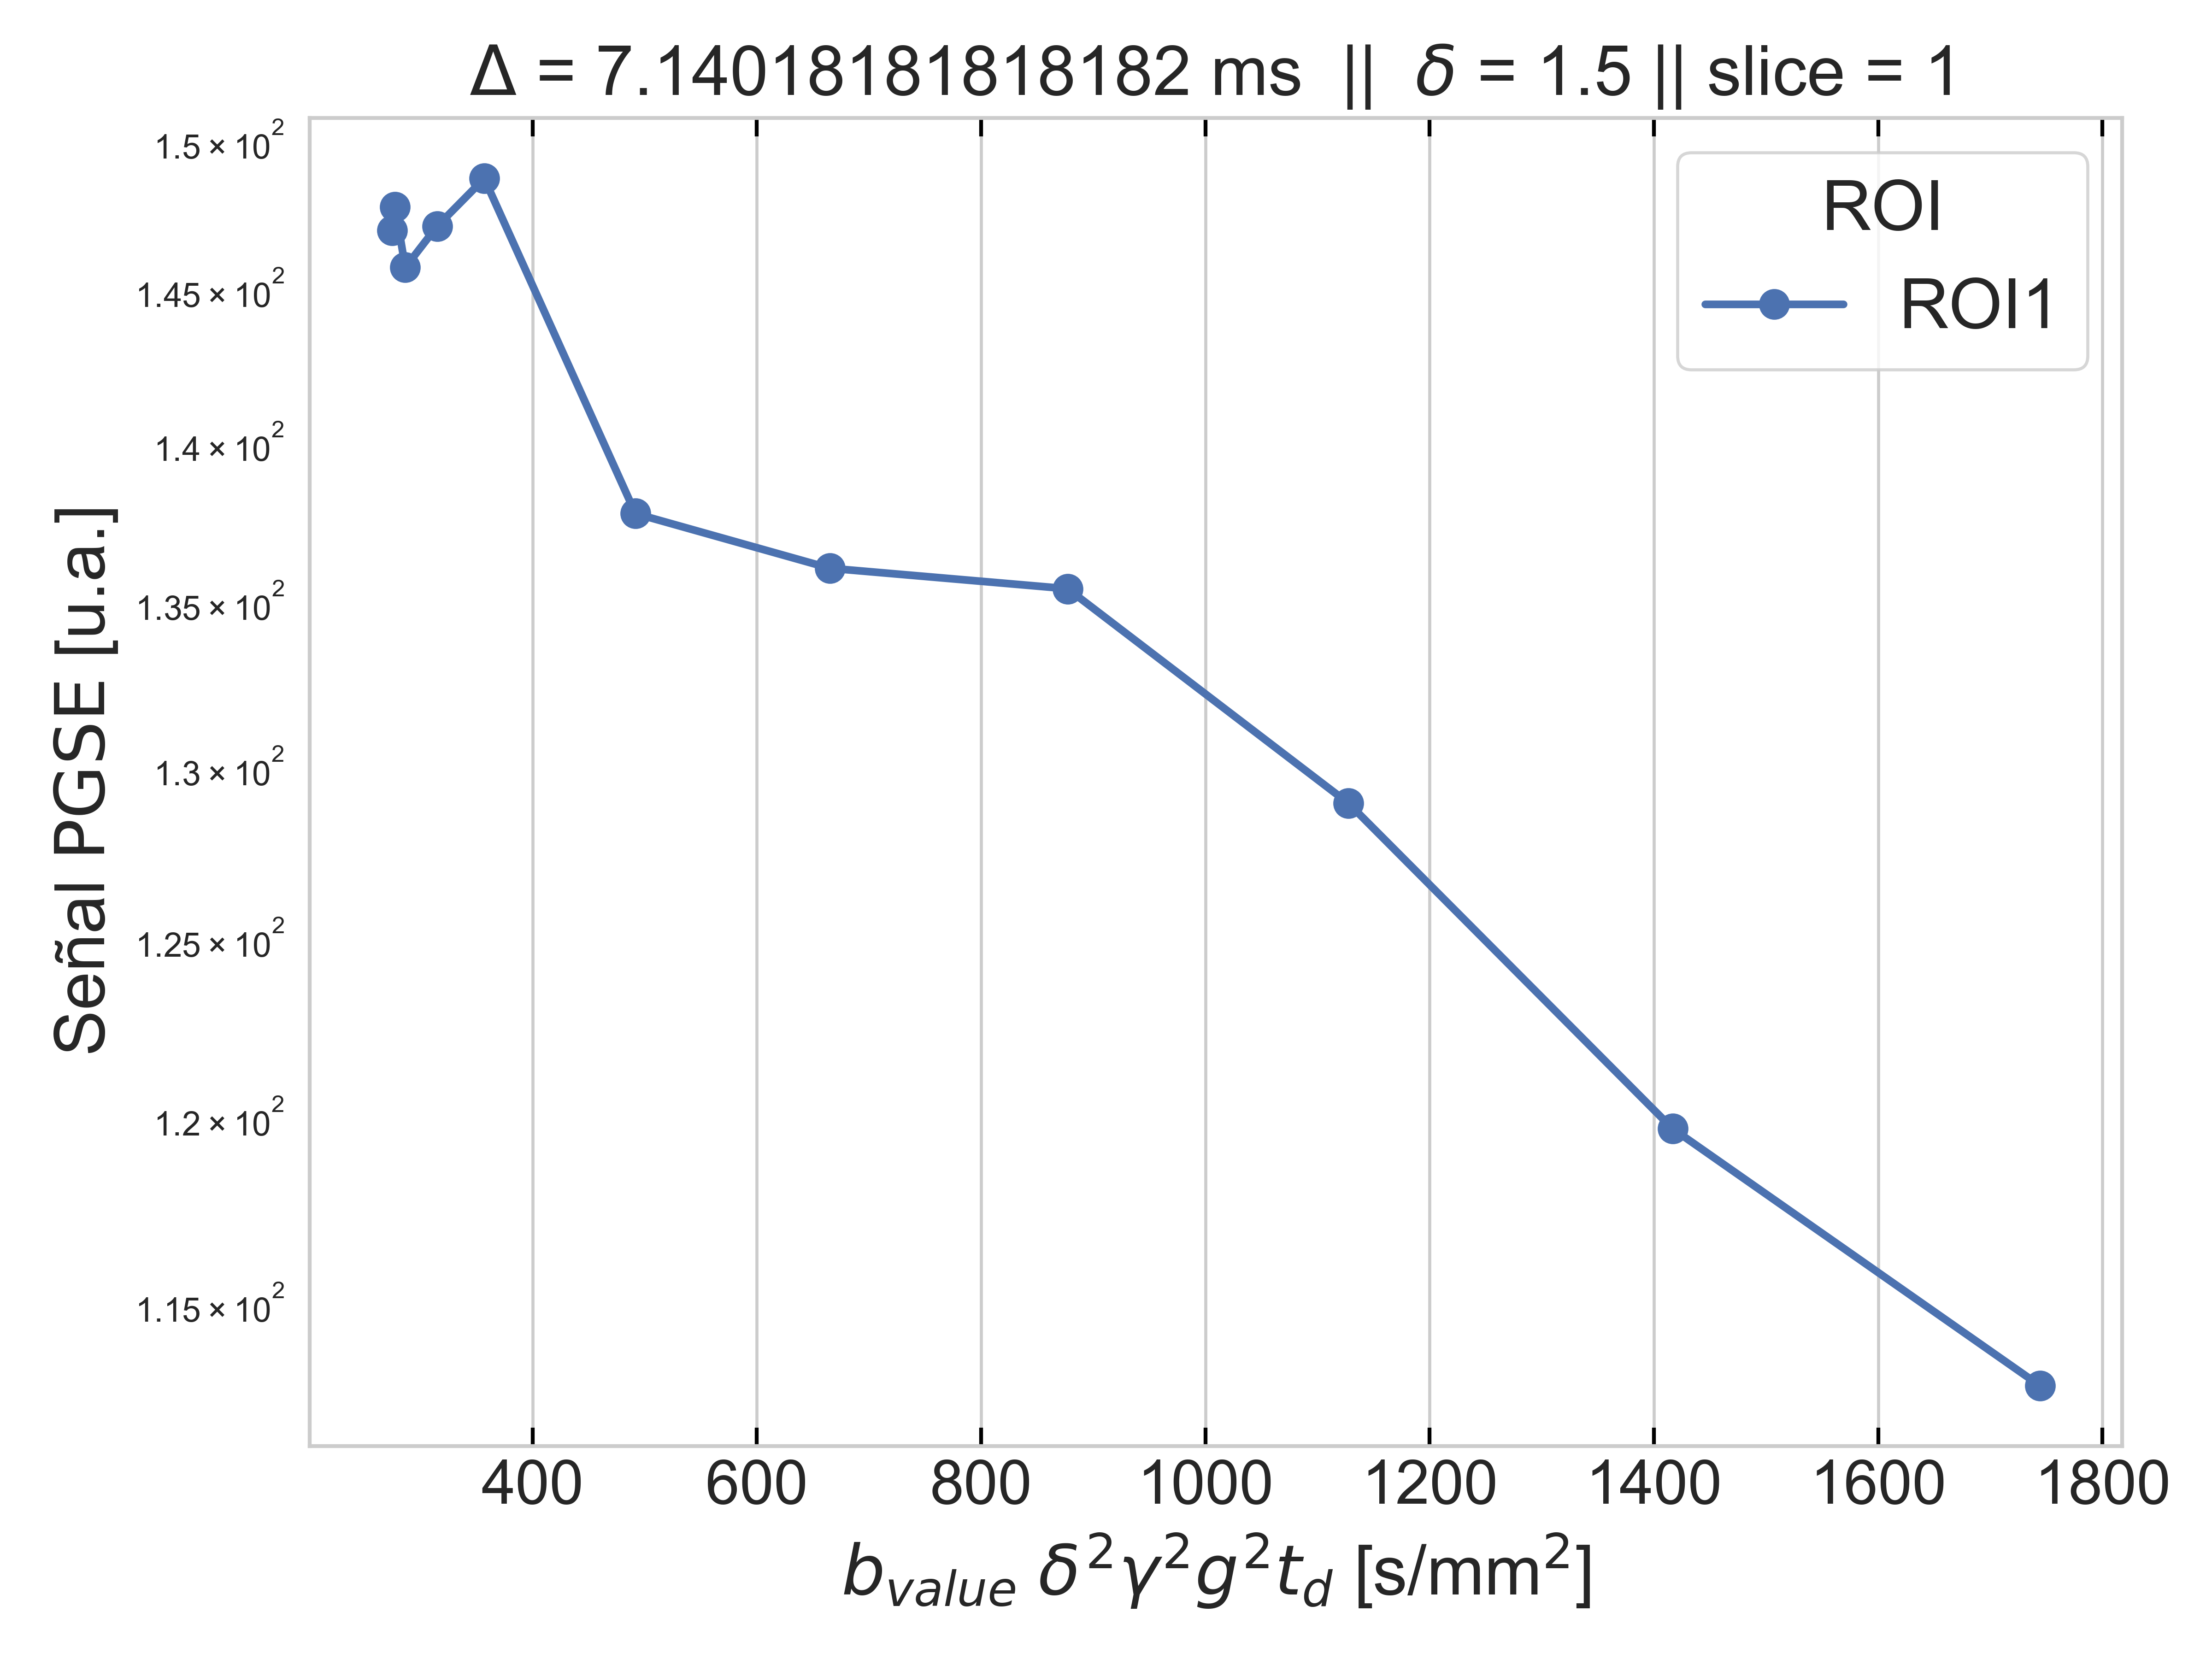 Δ = 7.140181818181818182 ms || δ = 1.5 || slice = 1
1.5 × 10²
1.45 × 10²
1.4 × 10²
1.35 × 10²
1.3 × 10²
1.25 × 10²
1.2 × 10²
1.15 × 10²
Señal PGSE [u.a.]
ROI
ROI1
400 600 800 1000 1200 1400 1600 1800
b_value δ²γ²g²t_d [s/mm²]